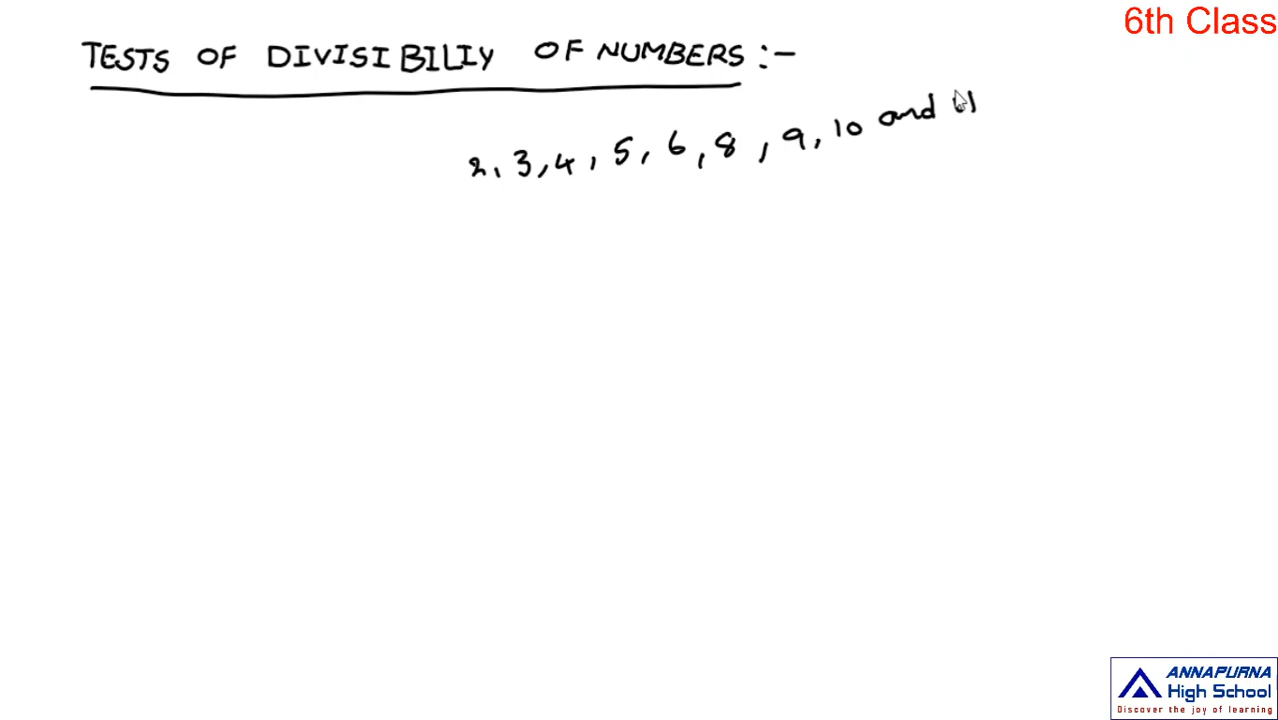 6th Class
TESTS OF DIVISIBILIY OF NUMBERS :-
2, 3, 4, 5, 6, 8, 9, 10 and 11
ANNAPURNA
High School
Discover the joy of learning